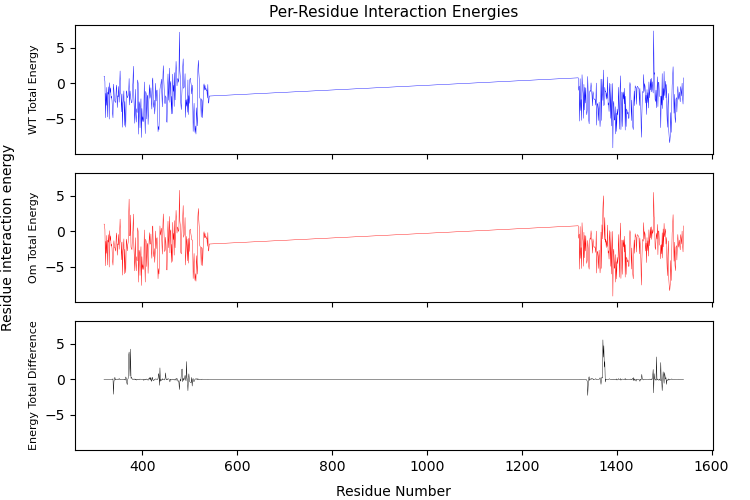 Per-Residue Interaction Energies
WT Total Energy
5
0
−5
Residue interaction energy
Om Total Energy
5
0
−5
Energy Total Difference
5
0
−5
400 600 800 1000 1200 1400 1600
Residue Number